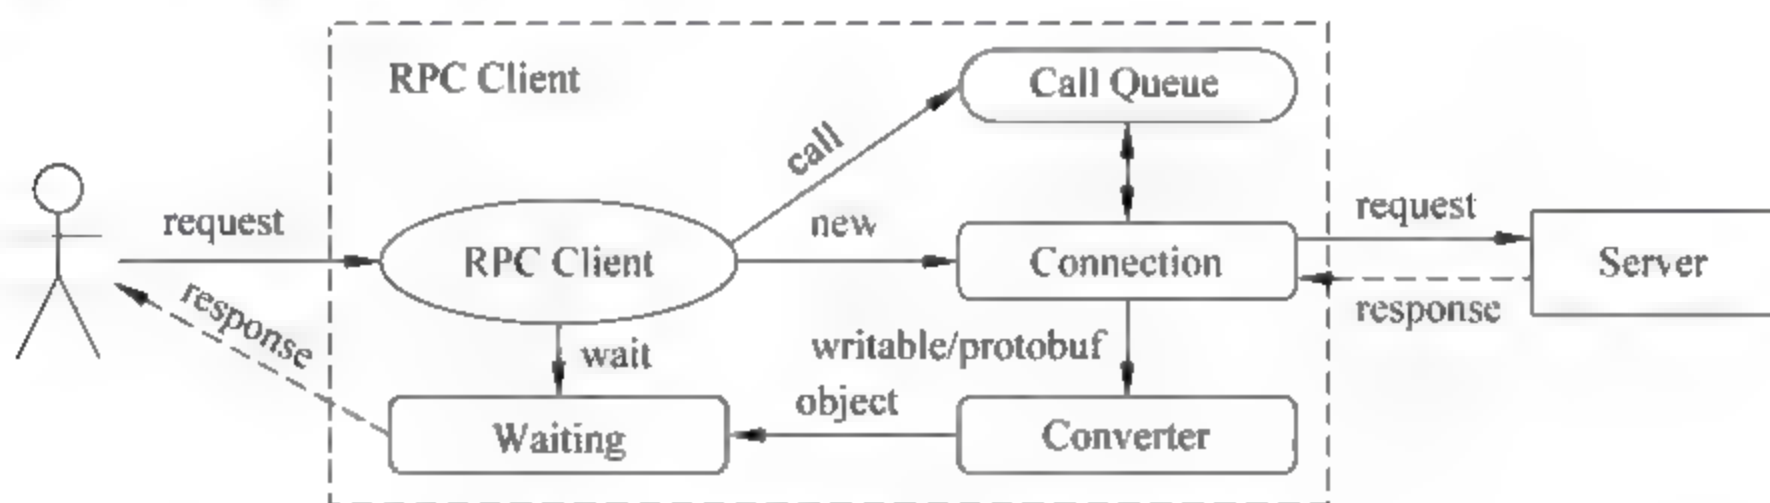 RPC Client
Call Queue
call
request
new
request
RPC Client
Connection
Server
response
response
wait
writable/protobuf
object
Waiting
Converter